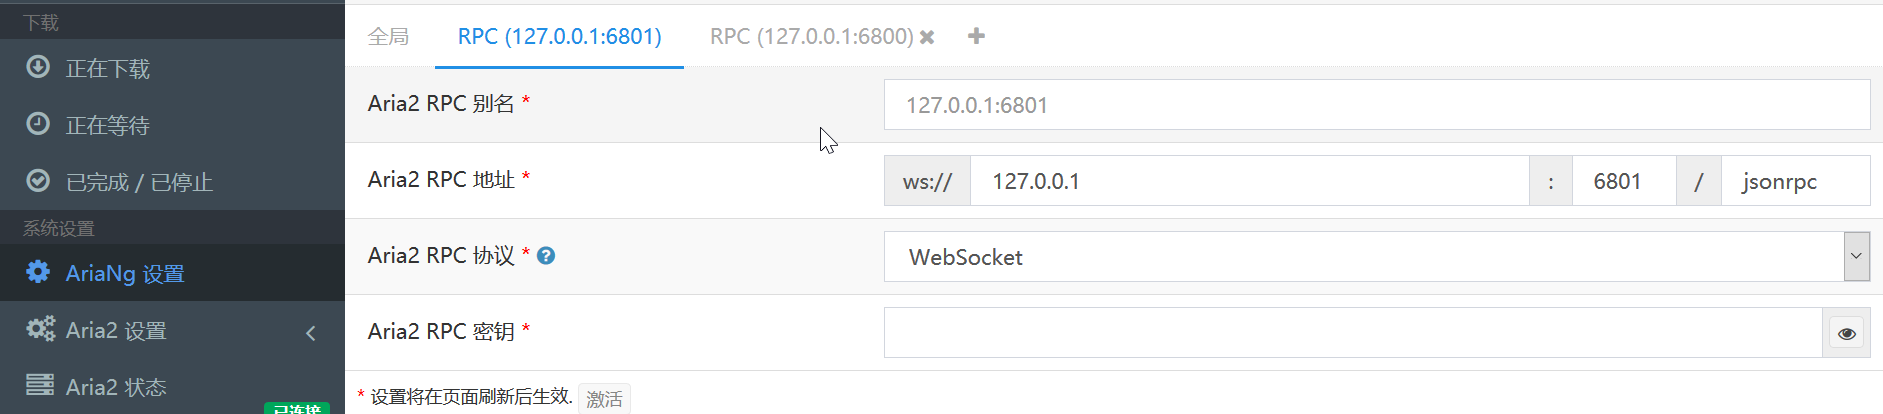 下载
正在下载
正在等待
已完成 / 已停止
系统设置
AriaNg 设置
Aria2 设置
Aria2 状态
已连接
全局 RPC (127.0.0.1:6801) RPC (127.0.0.1:6800)
Aria2 RPC 别名 * 127.0.0.1:6801
Aria2 RPC 地址 * ws:// 127.0.0.1 : 6801 / jsonrpc
Aria2 RPC 协议 * WebSocket
Aria2 RPC 密钥 *
* 设置将在页面刷新后生效. 激活